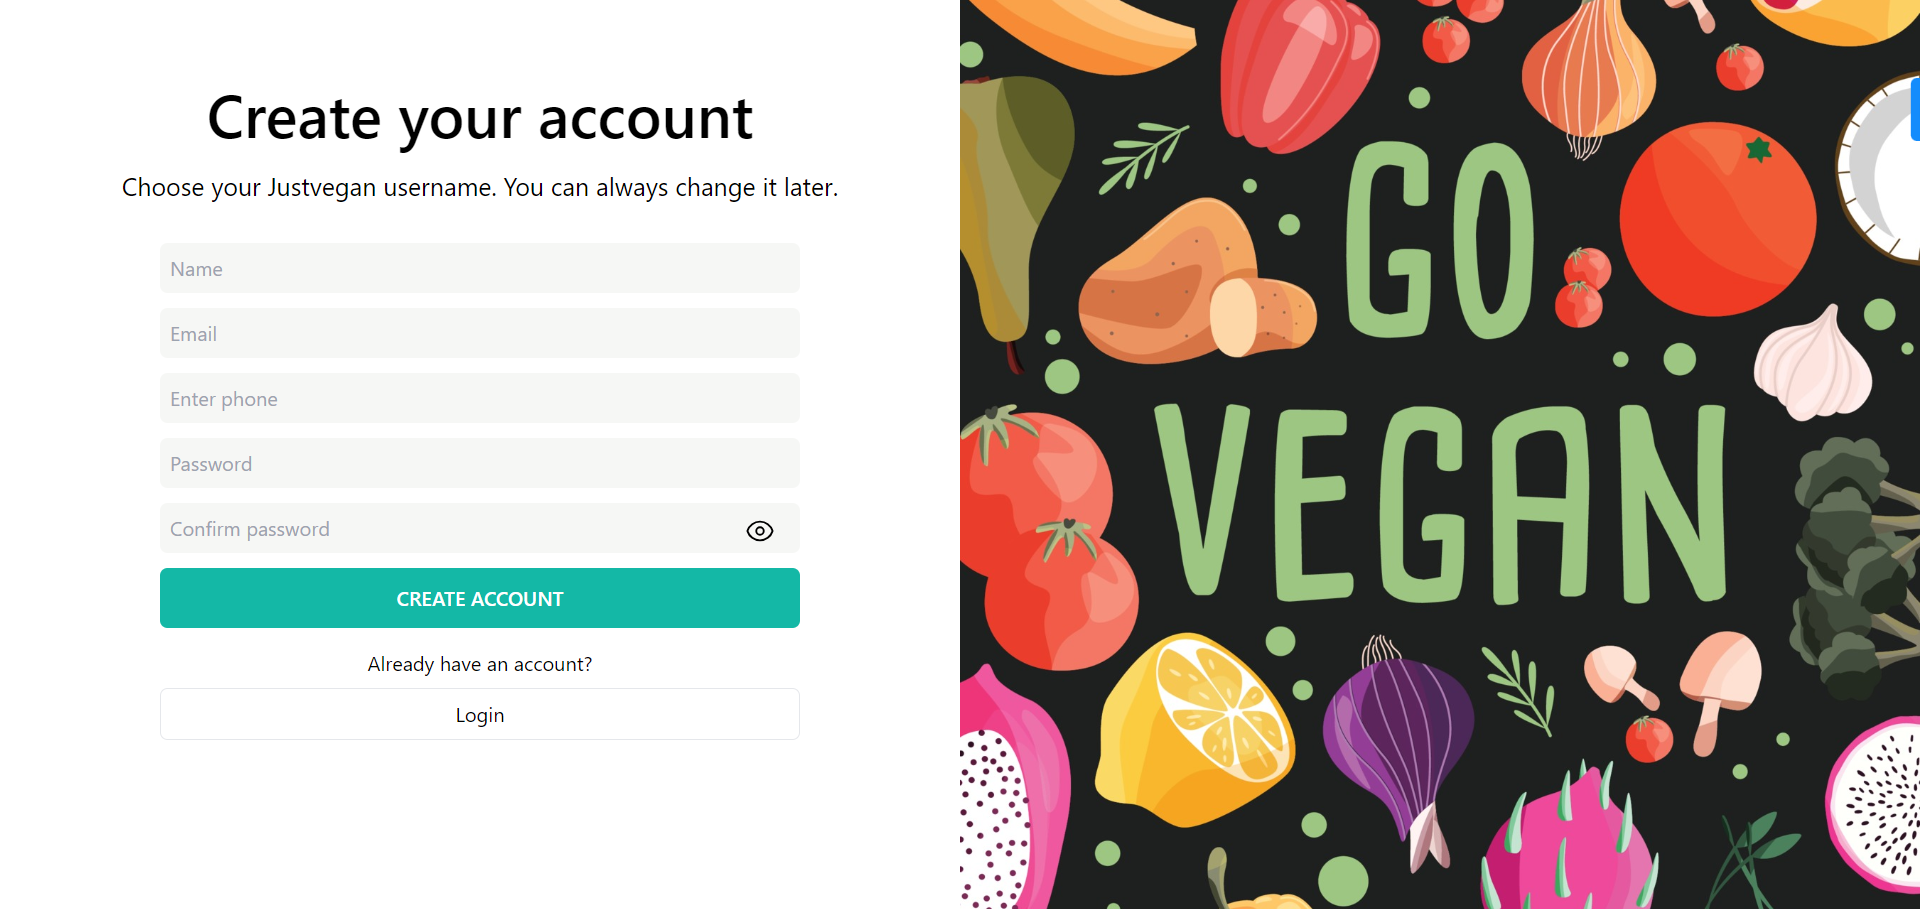 Create your account
Choose your Justvegan username. You can always change it later.
Name
Email
Enter phone
Password
Confirm password
CREATE ACCOUNT
Already have an account?
Login
GO
VEGAN